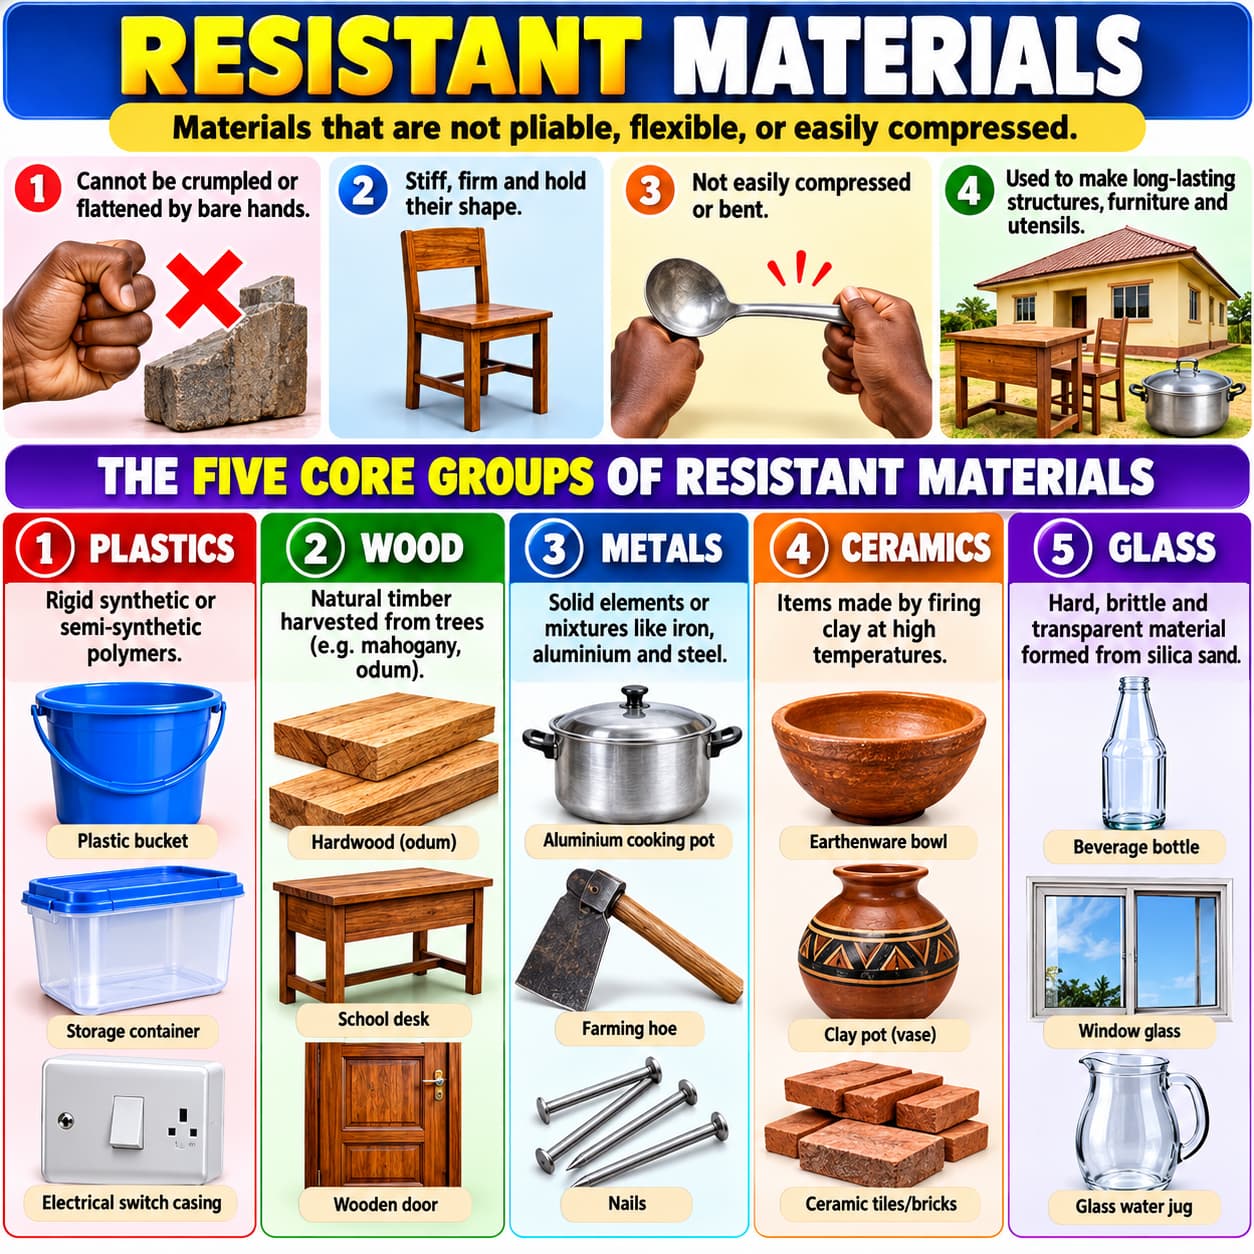 RESISTANT MATERIALS
Materials that are not pliable, flexible, or easily compressed.
1
Cannot be crumpled or
flattened by bare hands.
2
Stiff, firm and hold
their shape.
3
Not easily compressed
or bent.
4
Used to make long-lasting
structures, furniture and
utensils.
THE FIVE CORE GROUPS OF RESISTANT MATERIALS
1 PLASTICS
Rigid synthetic or
semi-synthetic
polymers.
Plastic bucket
Storage container
Electrical switch casing
2 WOOD
Natural timber
harvested from trees
(e.g. mahogany,
odum).
Hardwood (odum)
School desk
Wooden door
3 METALS
Solid elements or
mixtures like iron,
aluminium and steel.
Aluminium cooking pot
Farming hoe
Nails
4 CERAMICS
Items made by firing
clay at high
temperatures.
Earthenware bowl
Clay pot (vase)
Ceramic tiles/bricks
5 GLASS
Hard, brittle and
transparent material
formed from silica sand.
Beverage bottle
Window glass
Glass water jug